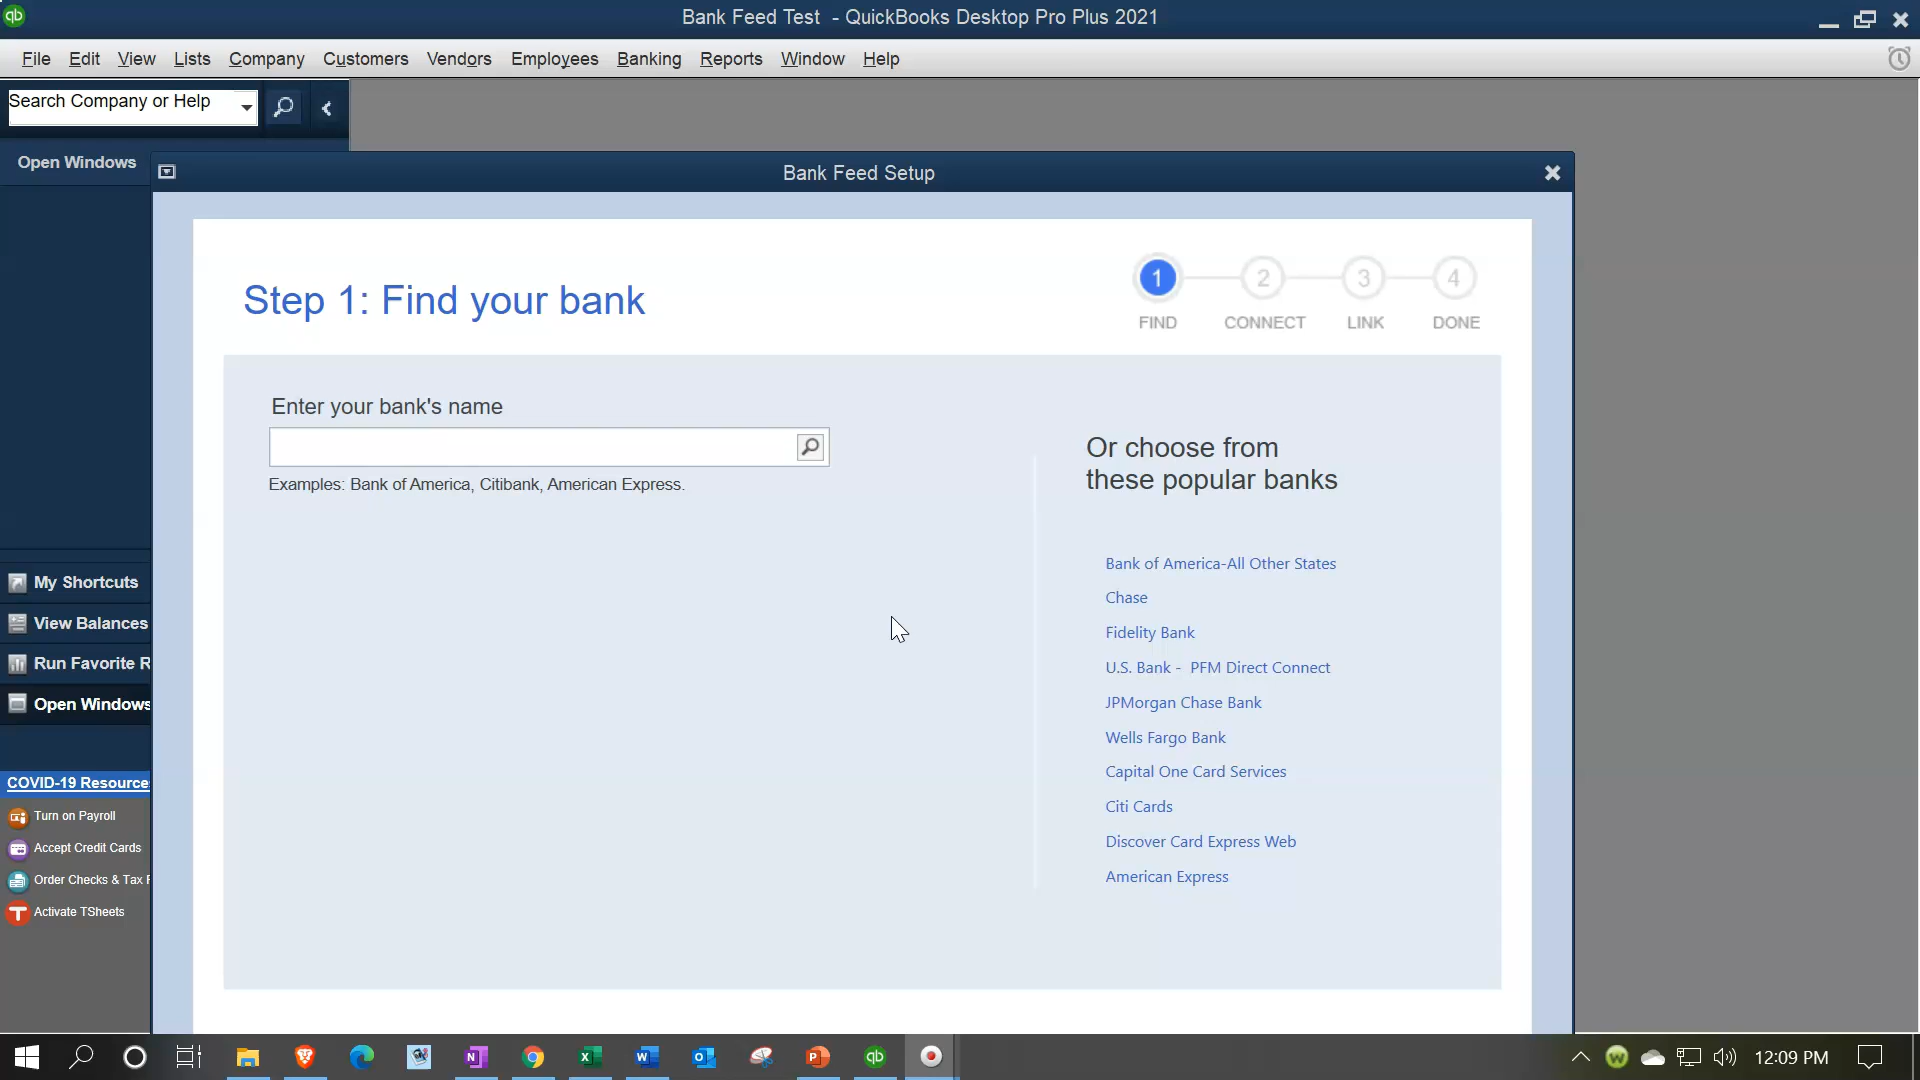 qb
Bank Feed Test - QuickBooks Desktop Pro Plus 2021
File Edit View Lists Company Customers Vendors Employees Banking Reports Window Help
Search Company or Help
Open Windows
Bank Feed Setup
Step 1: Find your bank
1 2 3 4
FIND CONNECT LINK DONE
Enter your bank's name
Examples: Bank of America, Citibank, American Express.
Or choose from
these popular banks
Bank of America-All Other States
Chase
Fidelity Bank
U.S. Bank - PFM Direct Connect
JPMorgan Chase Bank
Wells Fargo Bank
Capital One Card Services
Citi Cards
Discover Card Express Web
American Express
My Shortcuts
View Balances
Run Favorite R
Open Windows
COVID-19 Resources
Turn on Payroll
Accept Credit Cards
Order Checks & Tax F
Activate TSheets
12:09 PM